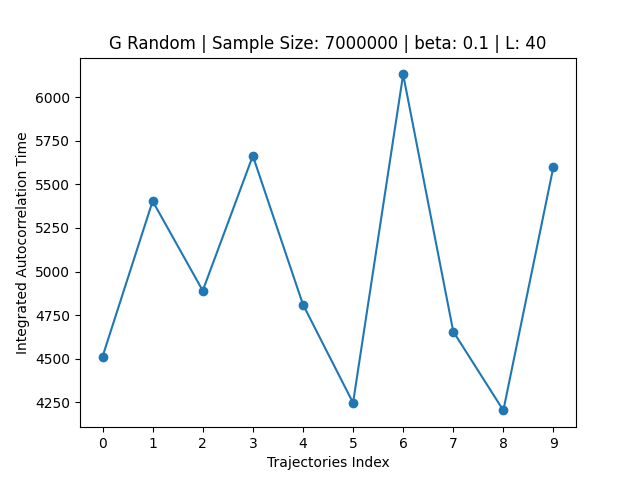 G Random | Sample Size: 7000000 | beta: 0.1 | L: 40
6000
5750
5500
5250
5000
4750
4500
4250
Integrated Autocorrelation Time
0 1 2 3 4 5 6 7 8 9
Trajectories Index